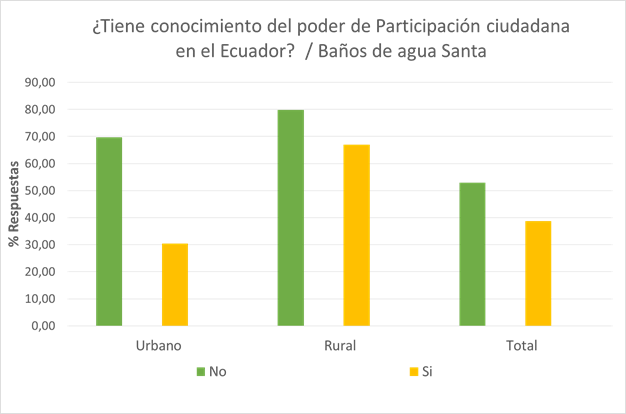 ¿Tiene conocimiento del poder de Participación ciudadana
en el Ecuador?  / Baños de agua Santa
90,00
80,00
70,00
60,00
50,00
40,00
30,00
20,00
10,00
0,00
% Respuestas
Urbano Rural Total
No Si